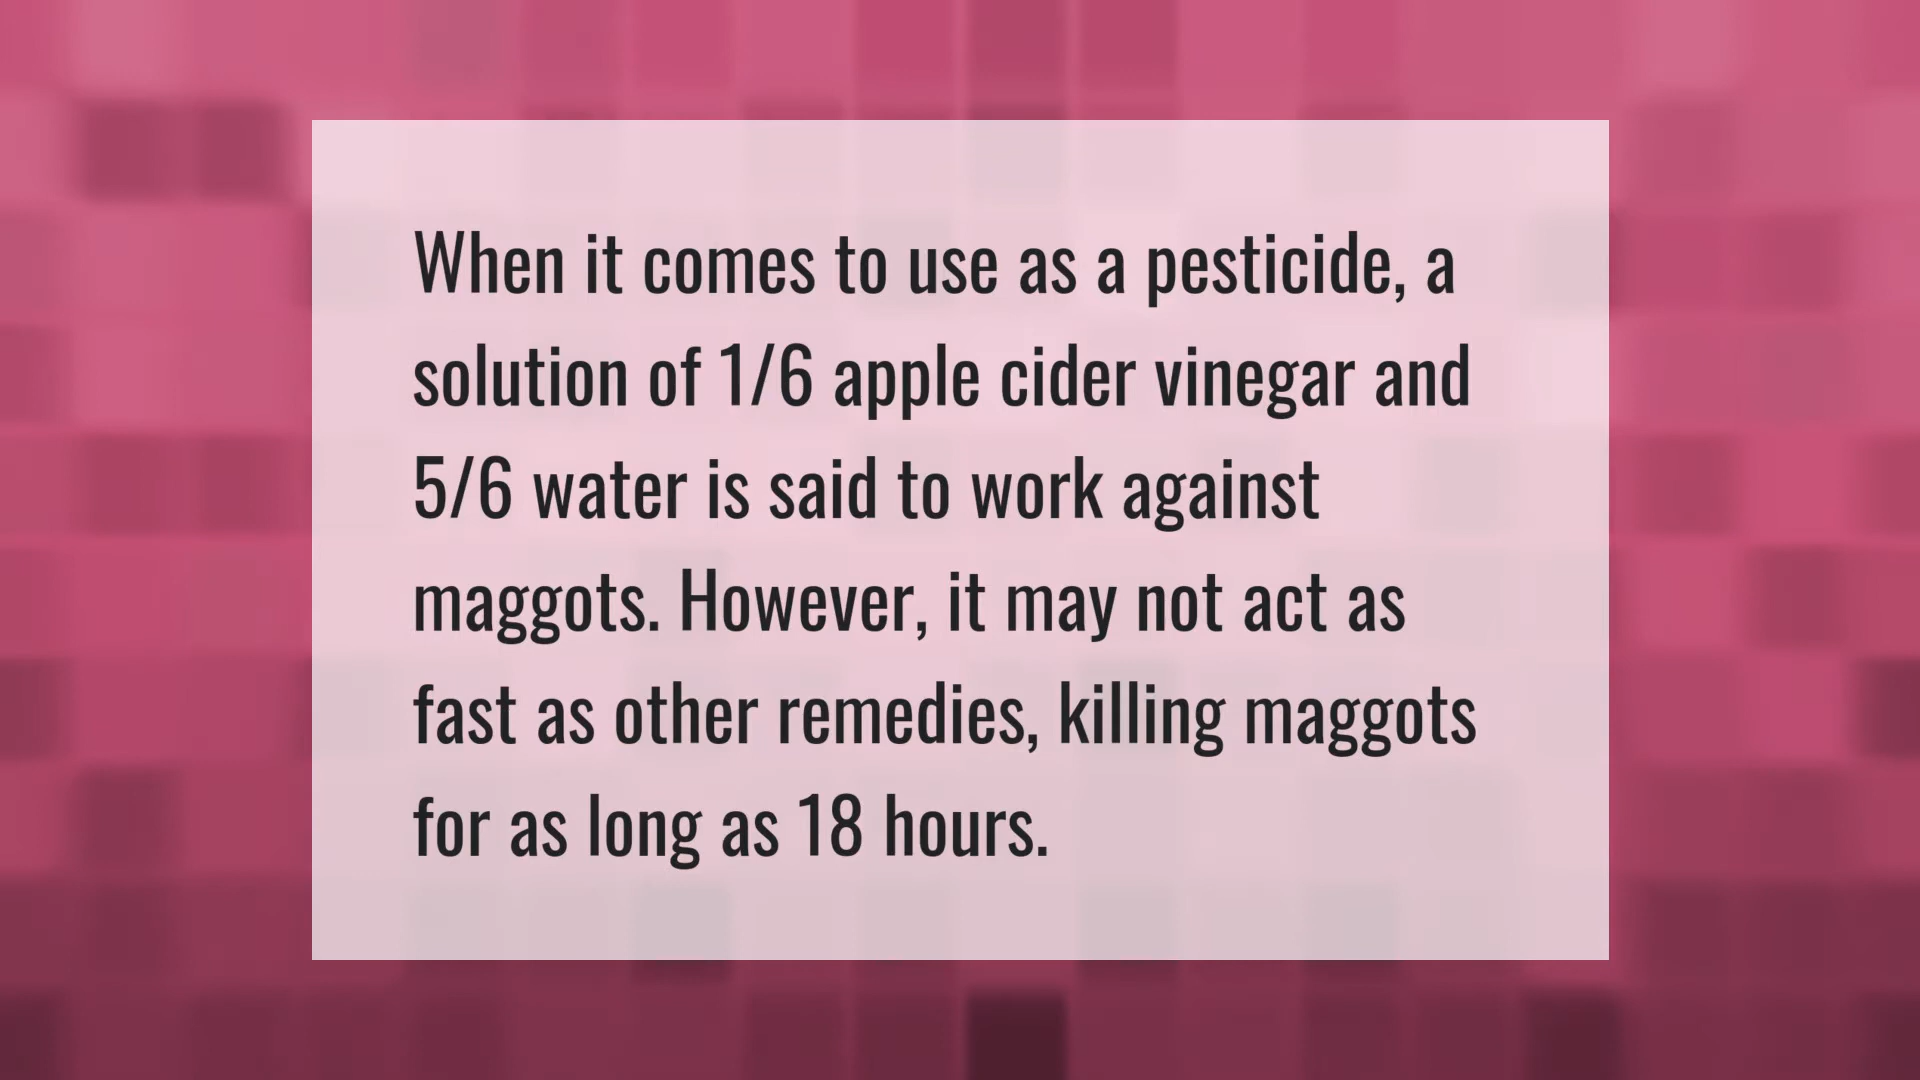 When it comes to use as a pesticide, a
solution of 1/6 apple cider vinegar and
5/6 water is said to work against
maggots. However, it may not act as
fast as other remedies, killing maggots
for as long as 18 hours.